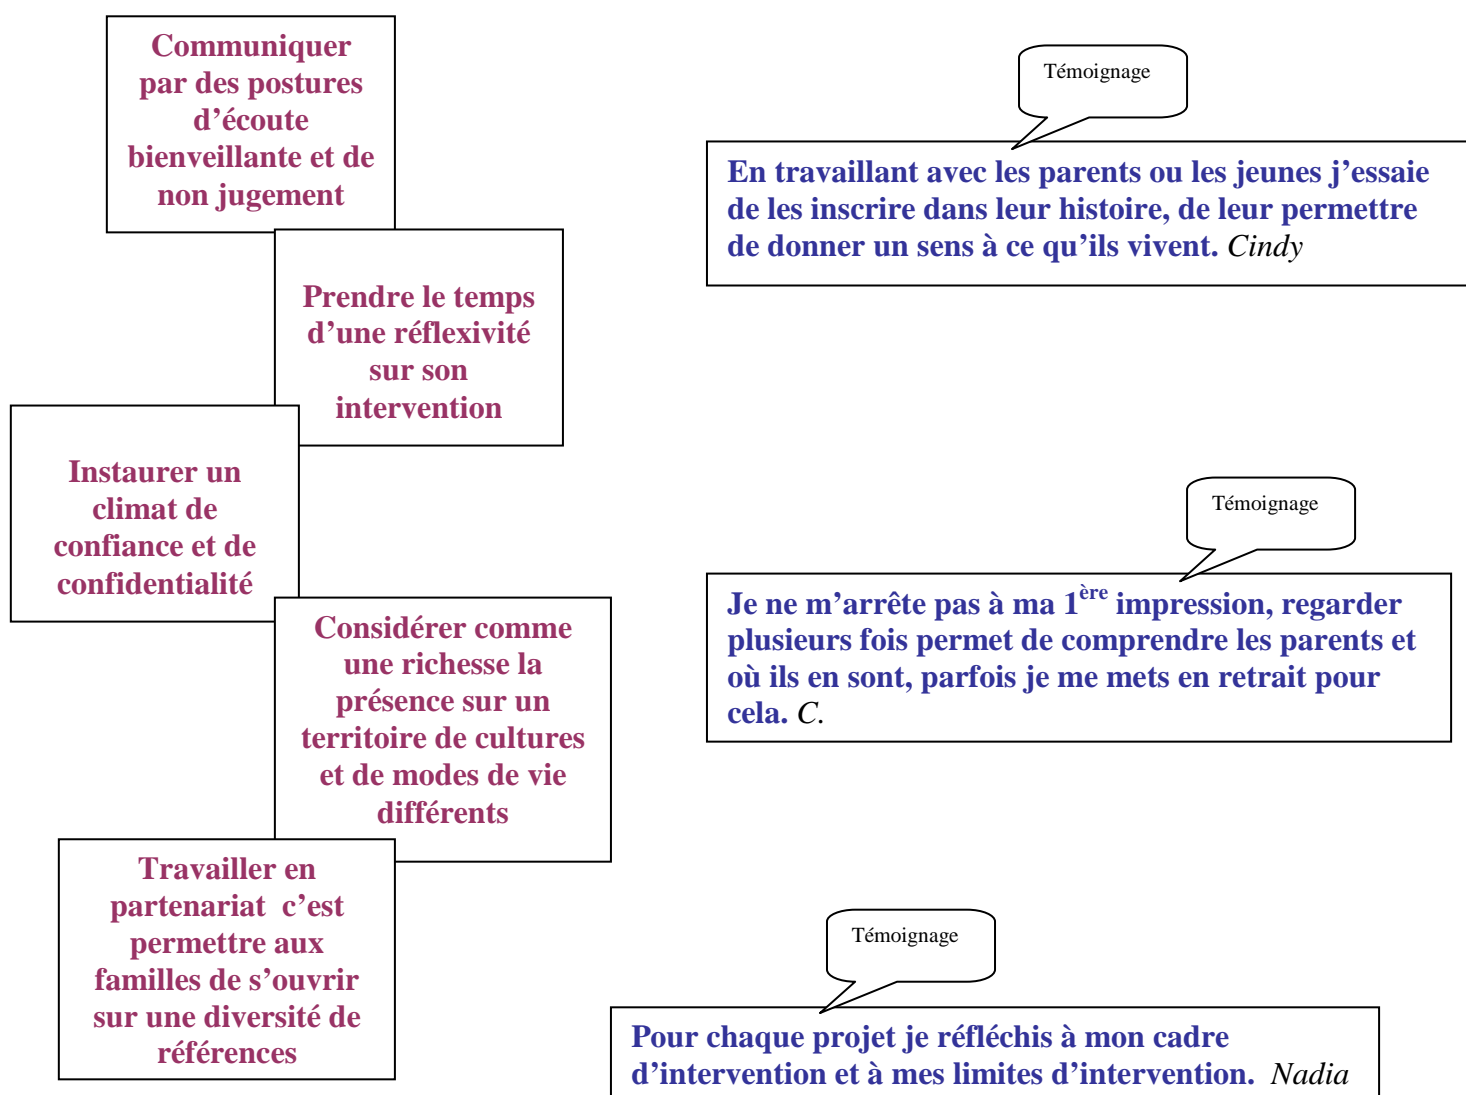 Communiquer
par des postures
d’écoute
bienveillante et de
non jugement
Prendre le temps
d’une réflexivité
sur son
intervention
Instaurer un
climat de
confiance et de
confidentialité
Considérer comme
une richesse la
présence sur un
territoire de cultures
et de modes de vie
différents
Travailler en
partenariat c’est
permettre aux
familles de s’ouvrir
sur une diversité de
références
Témoignage
En travaillant avec les parents ou les jeunes j’essaie
de les inscrire dans leur histoire, de leur permettre
de donner un sens à ce qu’ils vivent. Cindy
Témoignage
Je ne m’arrête pas à ma 1ère impression, regarder
plusieurs fois permet de comprendre les parents et
où ils en sont, parfois je me mets en retrait pour
cela. C.
Témoignage
Pour chaque projet je réfléchis à mon cadre
d’intervention et à mes limites d’intervention. Nadia